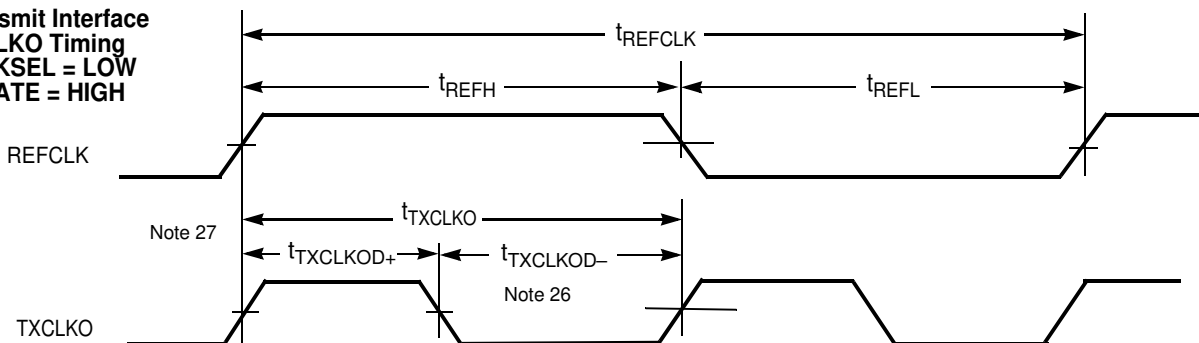 smit Interface
LKO Timing
KSEL = LOW
ATE = HIGH
tREFCLK
tREFH
tREFL
REFCLK
Note 27
tTXCLKO
tTXCLKOD+
tTXCLKOD–
Note 26
TXCLKO